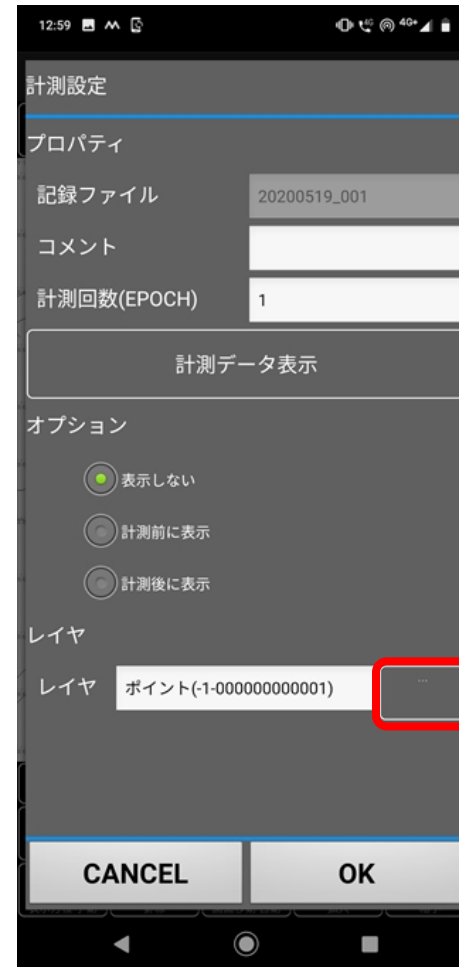 12:59 4G 4G+
計測設定
プロパティ
記録ファイル 20200519_001
コメント
計測回数(EPOCH) 1
計測データ表示
オプション
表示しない
計測前に表示
計測後に表示
レイヤ
レイヤ ポイント(-1-000000000001) ...
CANCEL OK